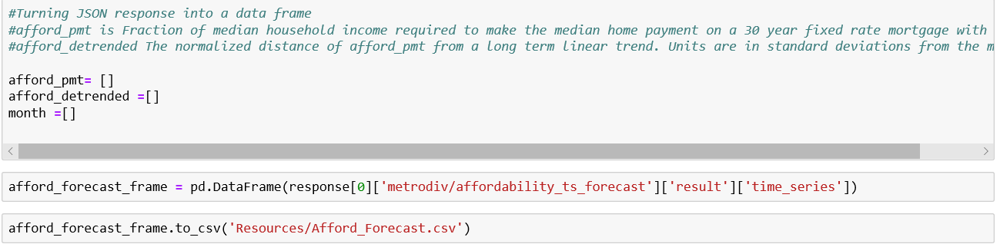 #Turning JSON response into a data frame
#afford_pmt is Fraction of median household income required to make the median home payment on a 30 year fixed rate mortgage with
#afford_detrended The normalized distance of afford_pmt from a long term linear trend. Units are in standard deviations from the m
afford_pmt= []
afford_detrended =[]
month =[]
afford_forecast_frame = pd.DataFrame(response[0]['metrodiv/affordability_ts_forecast']['result']['time_series'])
afford_forecast_frame.to_csv('Resources/Afford_Forecast.csv')